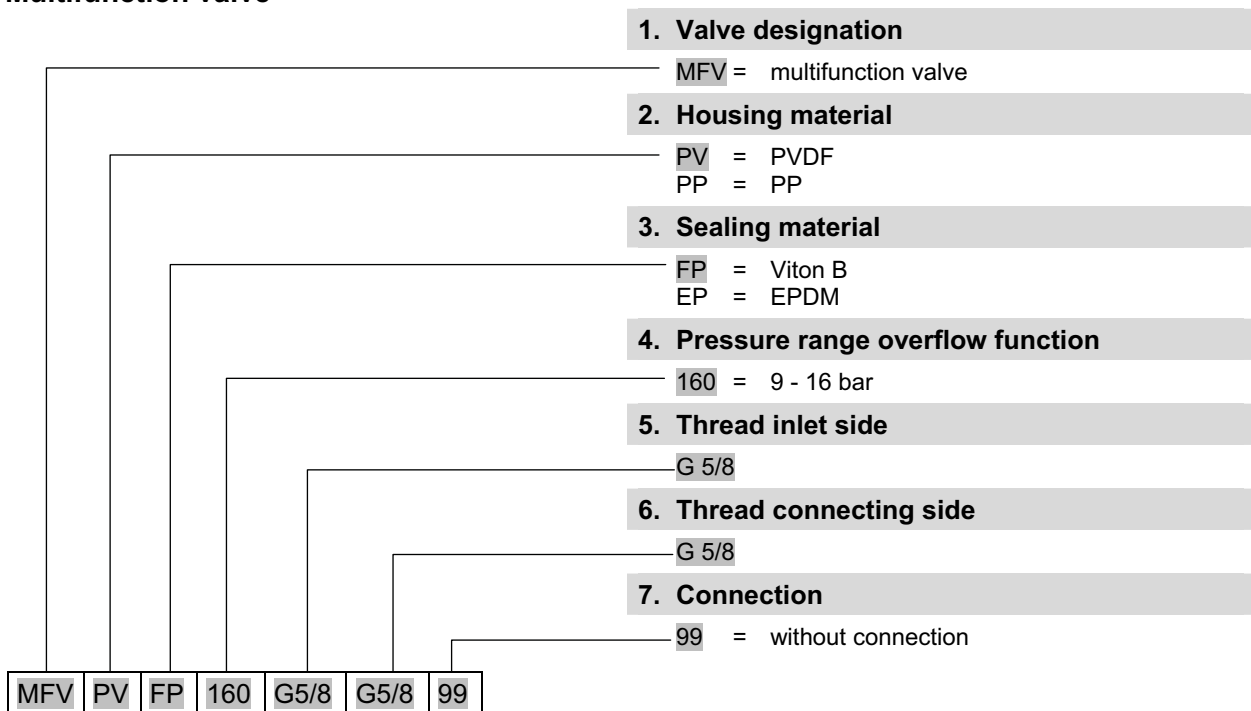 Multifunction valve
1. Valve designation
MFV = multifunction valve
2. Housing material
PV = PVDF
PP = PP
3. Sealing material
FP = Viton B
EP = EPDM
4. Pressure range overflow function
160 = 9 - 16 bar
5. Thread inlet side
G 5/8
6. Thread connecting side
G 5/8
7. Connection
99 = without connection
MFV PV FP 160 G5/8 G5/8 99